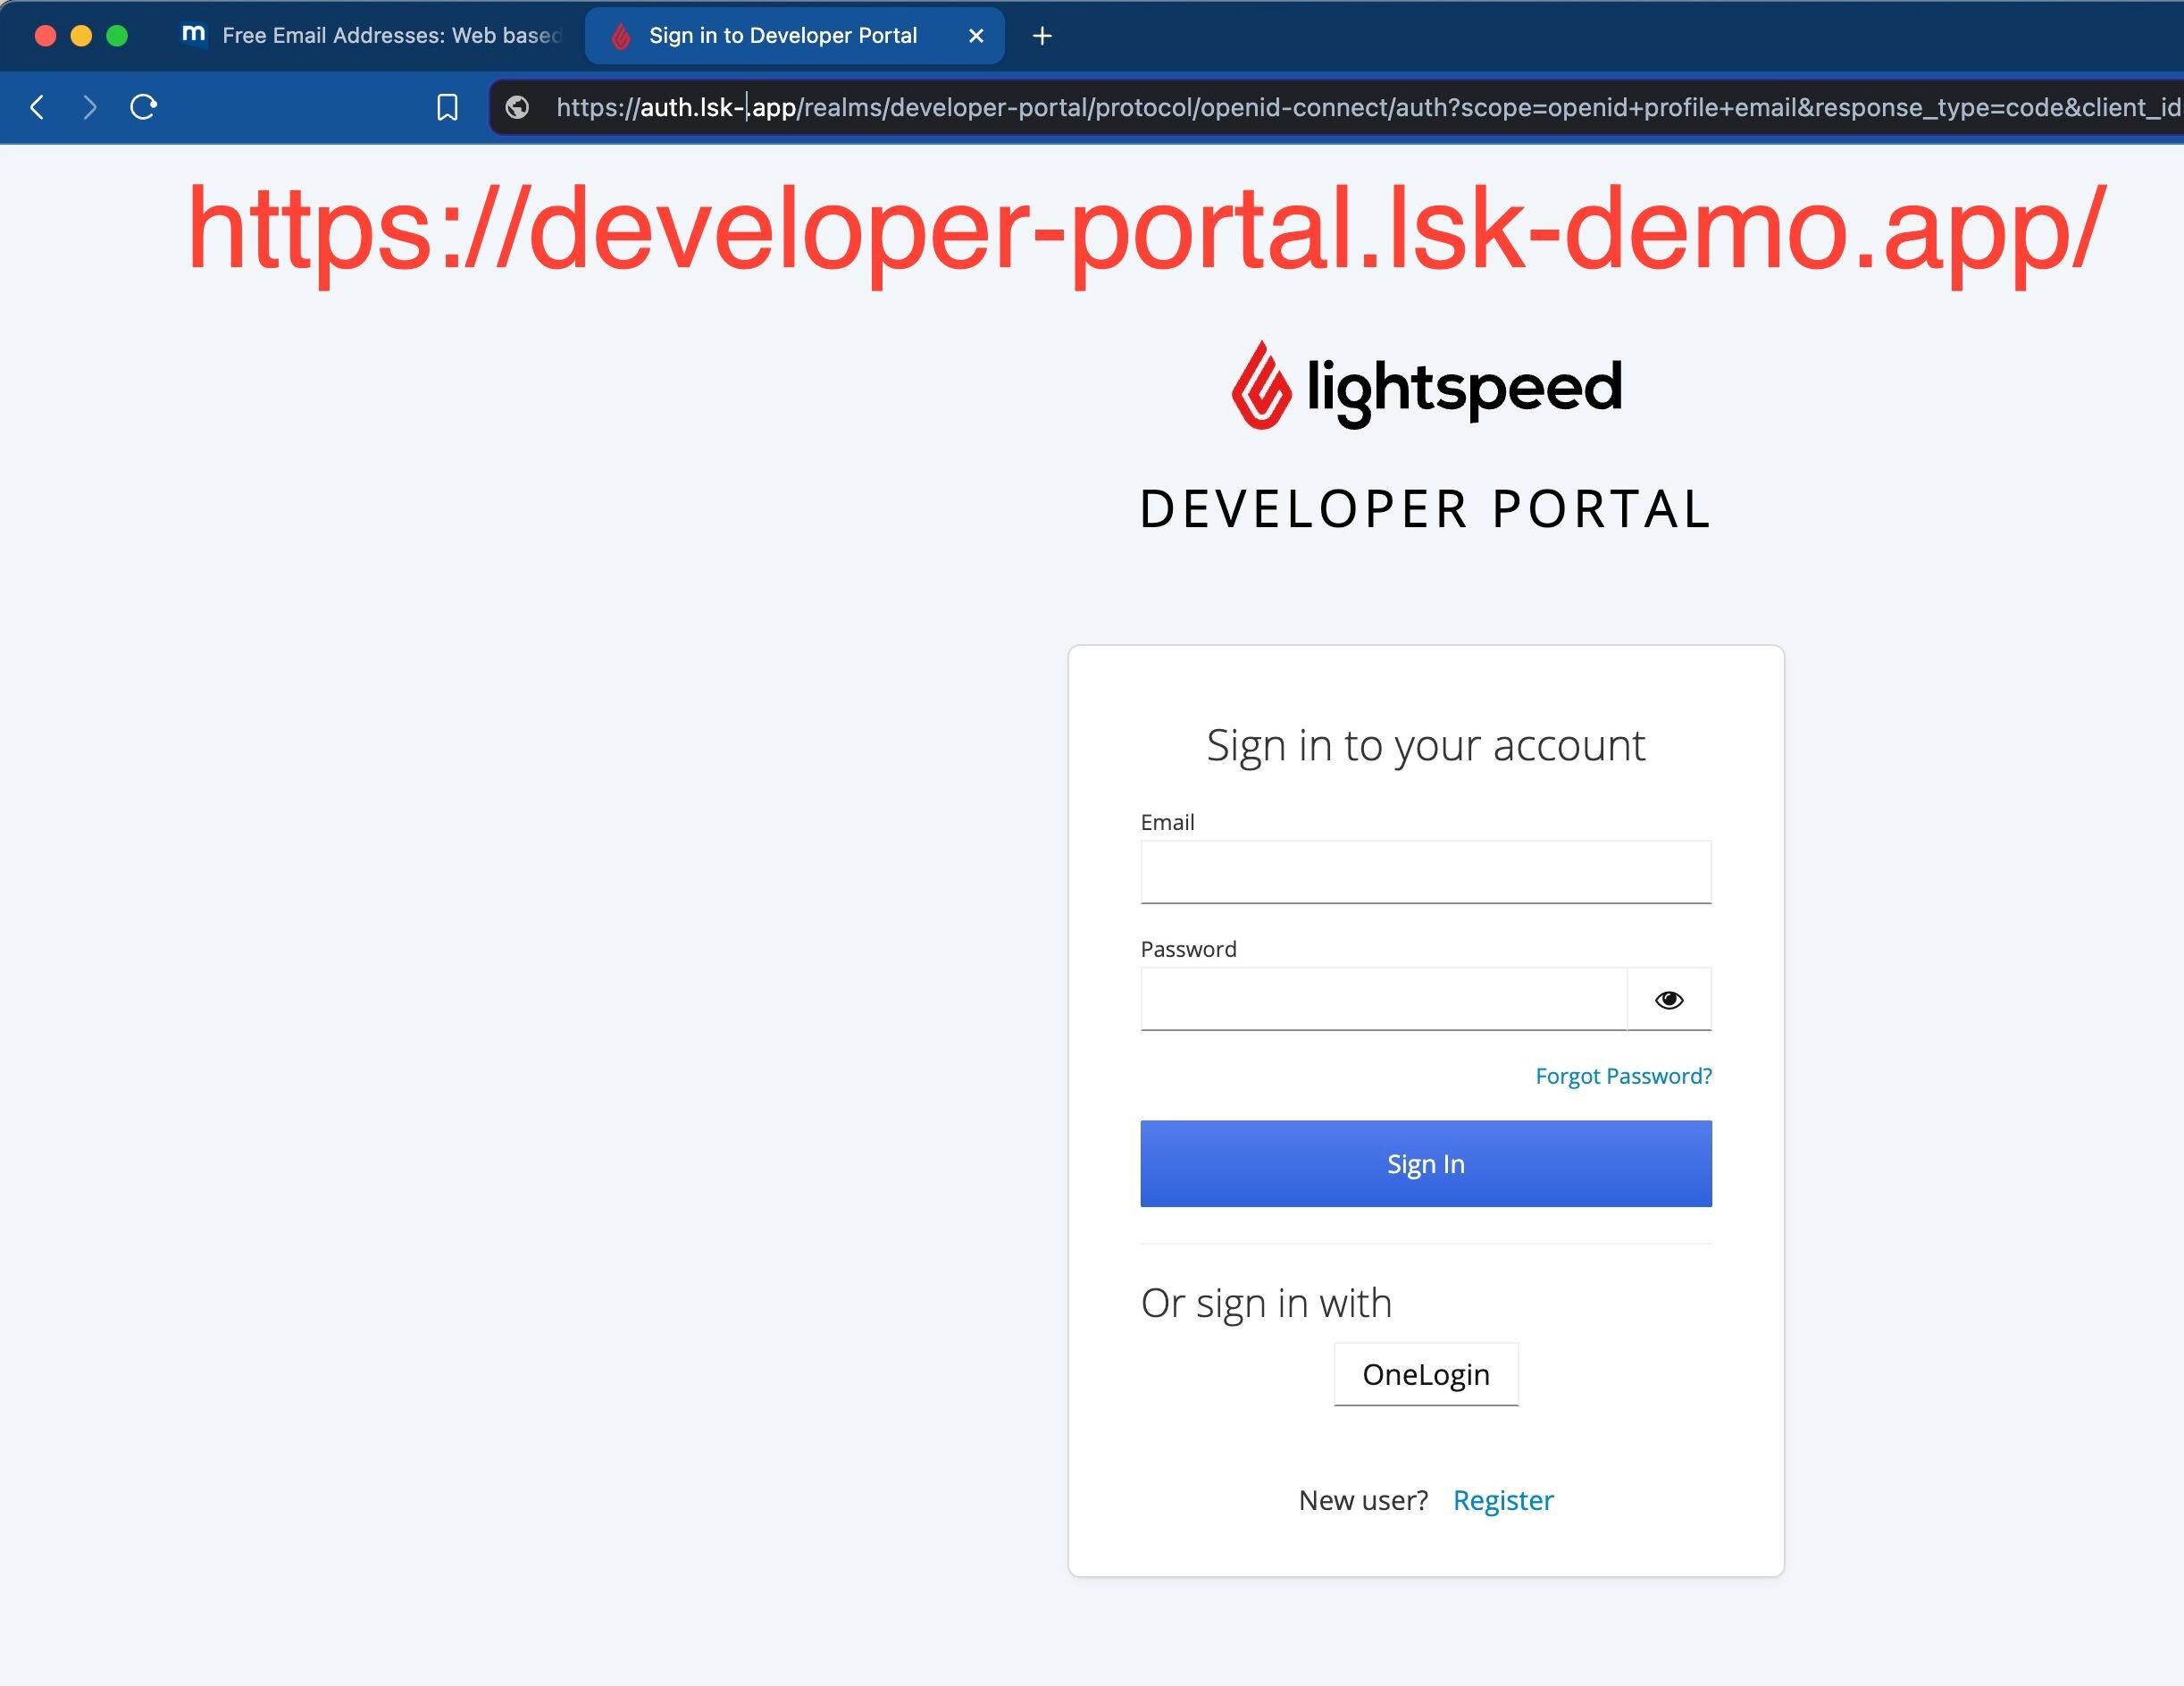 m Free Email Addresses: Web based
Sign in to Developer Portal
https://auth.lsk-.app/realms/developer-portal/protocol/openid-connect/auth?scope=openid+profile+email&response_type=code&client_id
https://developer-portal.lsk-demo.app/
lightspeed
DEVELOPER PORTAL
Sign in to your account
Email
Password
Forgot Password?
Sign In
Or sign in with
OneLogin
New user? Register